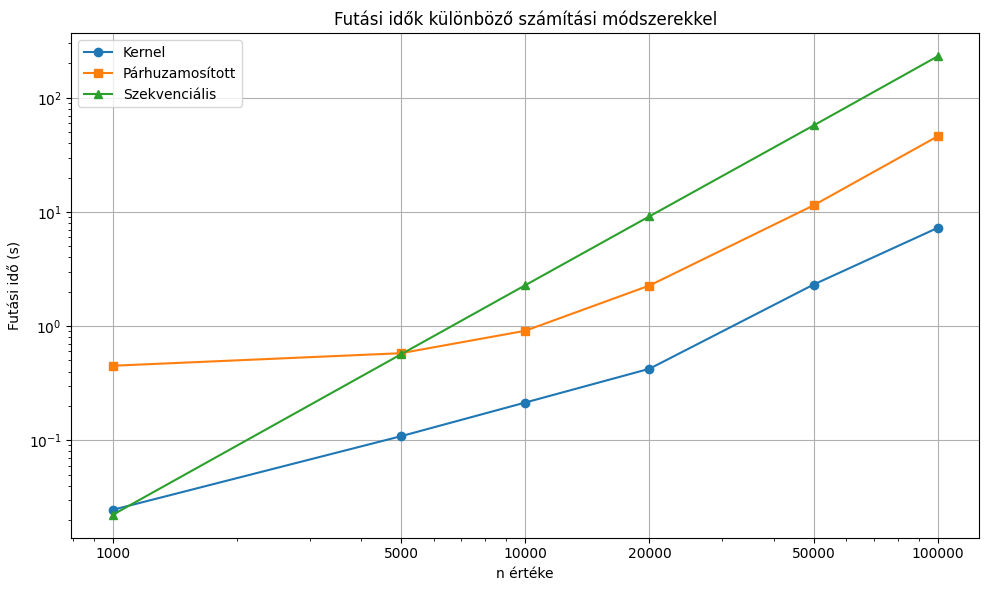 Futási idők különböző számítási módszerekkel
Kernel
Párhuzamosított
Szekvenciális
Futási idő (s)
10²
10¹
10⁰
10⁻¹
1000 5000 10000 20000 50000 100000
n értéke